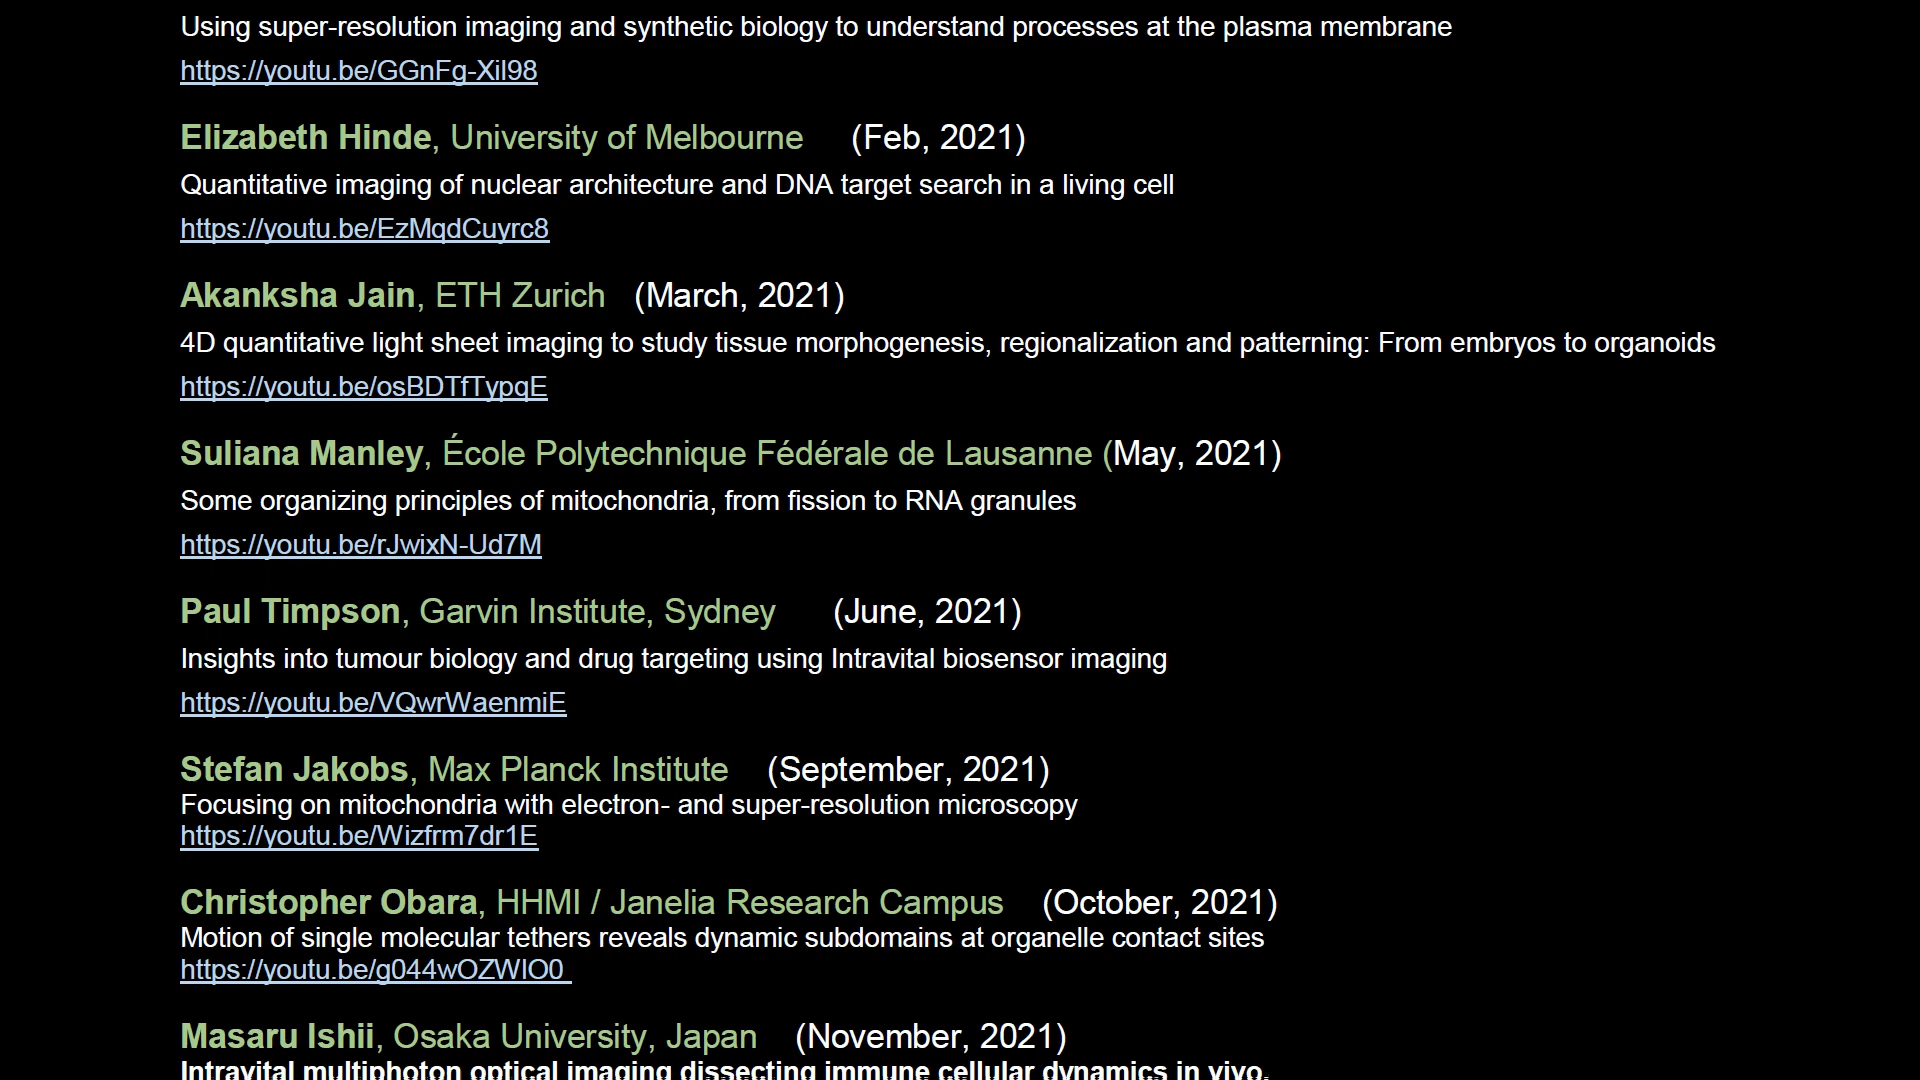 Using super-resolution imaging and synthetic biology to understand processes at the plasma membrane
https://youtu.be/GGnFg-Xil98
Elizabeth Hinde, University of Melbourne (Feb, 2021)
Quantitative imaging of nuclear architecture and DNA target search in a living cell
https://youtu.be/EzMqdCuyrc8
Akanksha Jain, ETH Zurich (March, 2021)
4D quantitative light sheet imaging to study tissue morphogenesis, regionalization and patterning: From embryos to organoids
https://youtu.be/osBDTfTypqE
Suliana Manley, École Polytechnique Fédérale de Lausanne (May, 2021)
Some organizing principles of mitochondria, from fission to RNA granules
https://youtu.be/rJwixN-Ud7M
Paul Timpson, Garvin Institute, Sydney (June, 2021)
Insights into tumour biology and drug targeting using Intravital biosensor imaging
https://youtu.be/VQwrWaenmiE
Stefan Jakobs, Max Planck Institute (September, 2021)
Focusing on mitochondria with electron- and super-resolution microscopy
https://youtu.be/Wizfrm7dr1E
Christopher Obara, HHMI / Janelia Research Campus (October, 2021)
Motion of single molecular tethers reveals dynamic subdomains at organelle contact sites
https://youtu.be/g044wOZWIO0
Masaru Ishii, Osaka University, Japan (November, 2021)
Intravital multiphoton optical imaging dissecting immune cellular dynamics in vivo.